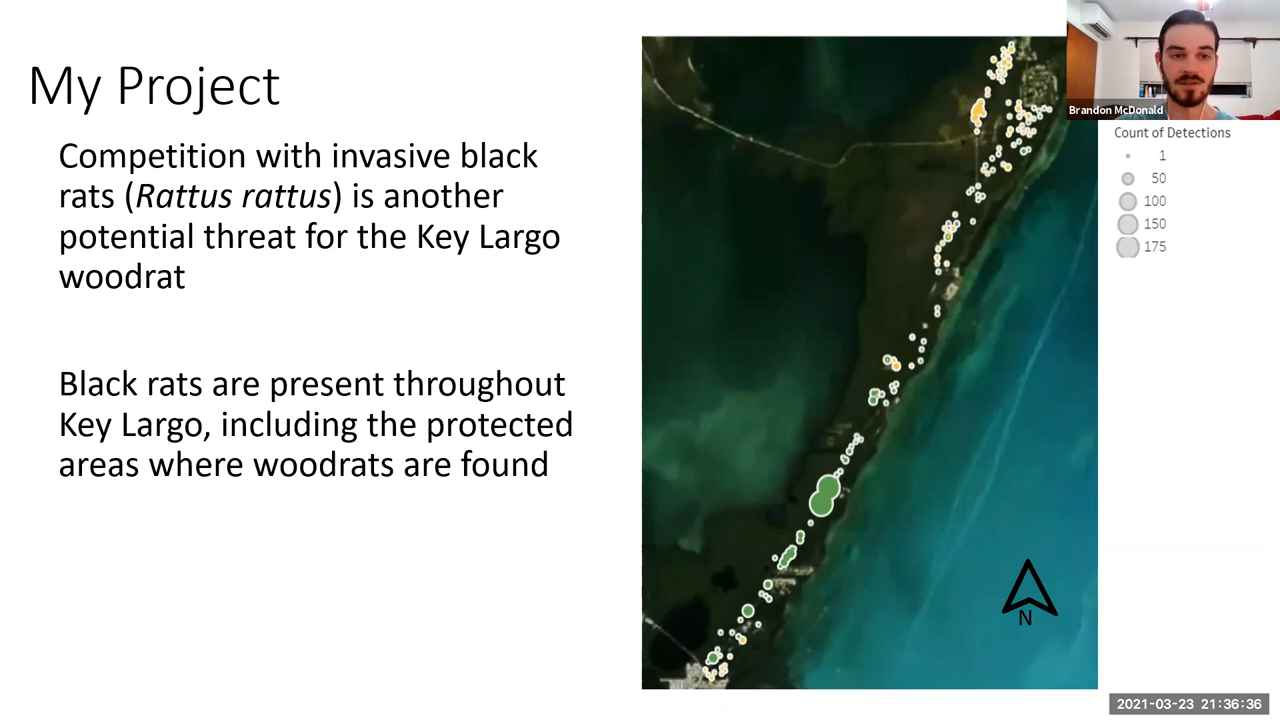 My Project
Competition with invasive black
rats (Rattus rattus) is another
potential threat for the Key Largo
woodrat
Black rats are present throughout
Key Largo, including the protected
areas where woodrats are found
N
Brandon McDonald
Count of Detections
1
50
100
150
175
2021-03-23 21:36:36